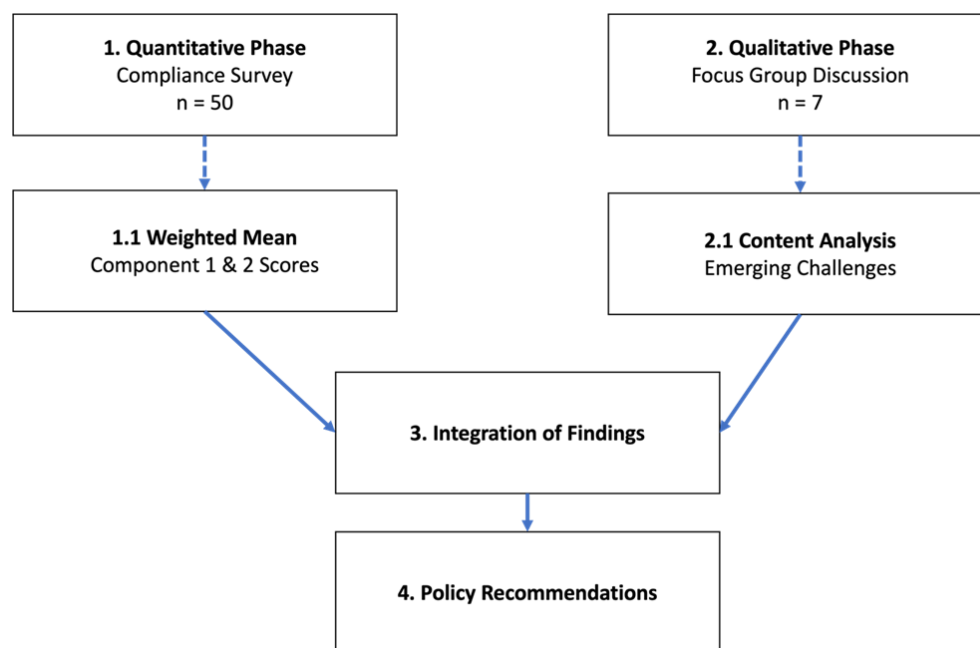 1. Quantitative Phase
Compliance Survey
n = 50
2. Qualitative Phase
Focus Group Discussion
n = 7
1.1 Weighted Mean
Component 1 & 2 Scores
2.1 Content Analysis
Emerging Challenges
3. Integration of Findings
4. Policy Recommendations